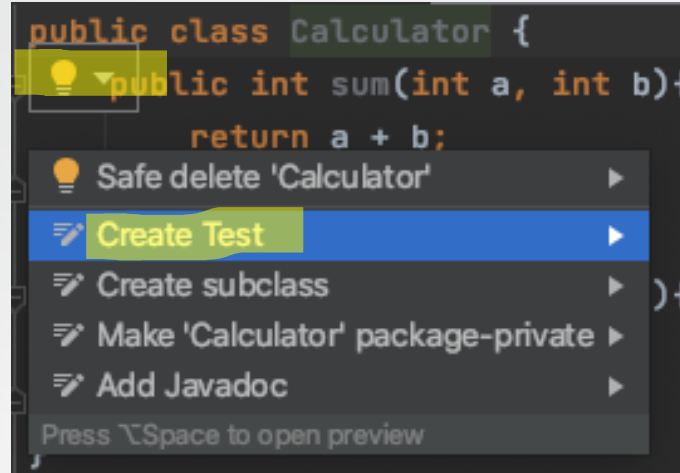 public class Calculator {
public int sum(int a, int b){
return a + b;
Safe delete 'Calculator'
Create Test
Create subclass
){
Make 'Calculator' package-private
Add Javadoc
Press ⌥Space to open preview
}